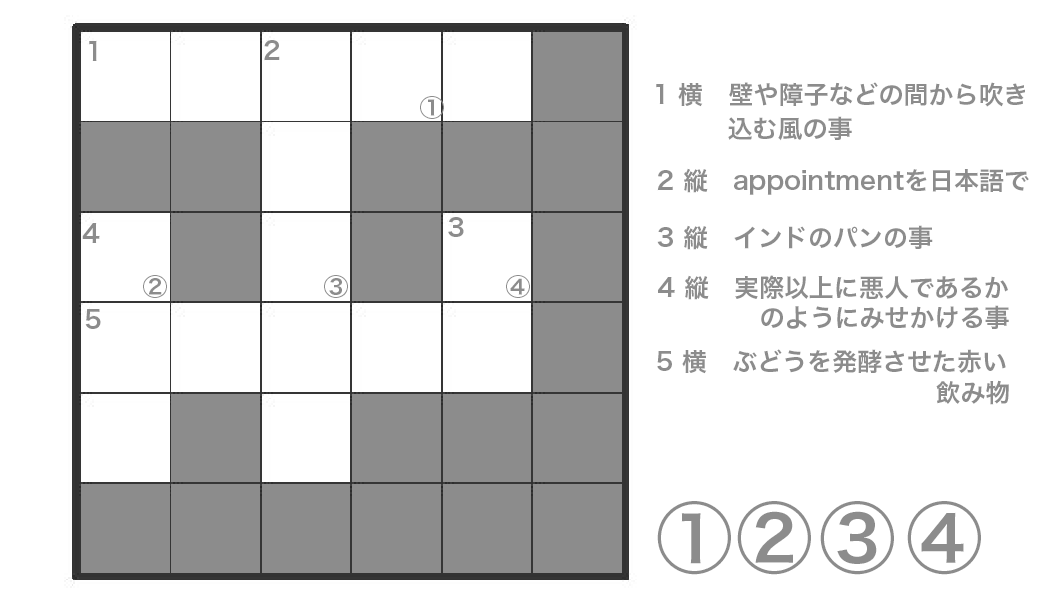 1
2
①
4
②
③
3
④
5
1 横 壁や障子などの間から吹き
込む風の事
2 縦 appointmentを日本語で
3 縦 インドのパンの事
4 縦 実際以上に悪人であるか
のようにみせかける事
5 横 ぶどうを発酵させた赤い
飲み物
①②③④